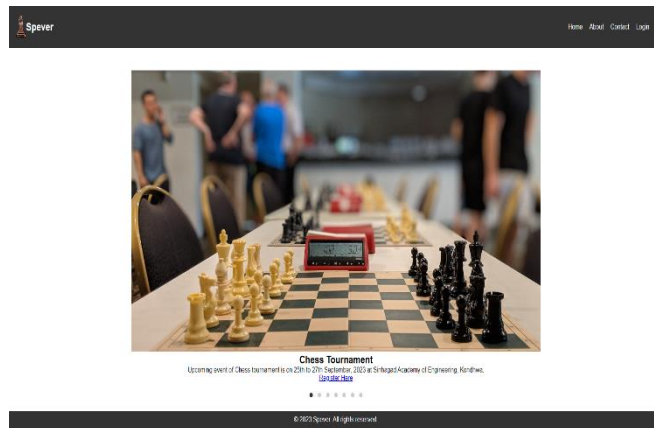 Spever
Home About Contact Login
Chess Tournament
Upcoming event of Chess tournament is on 25th to 27th September, 2023 at Sinhagad Academy of Engineering, Kondhwa.
Register Here
© 2023 Spever. All rights reserved.